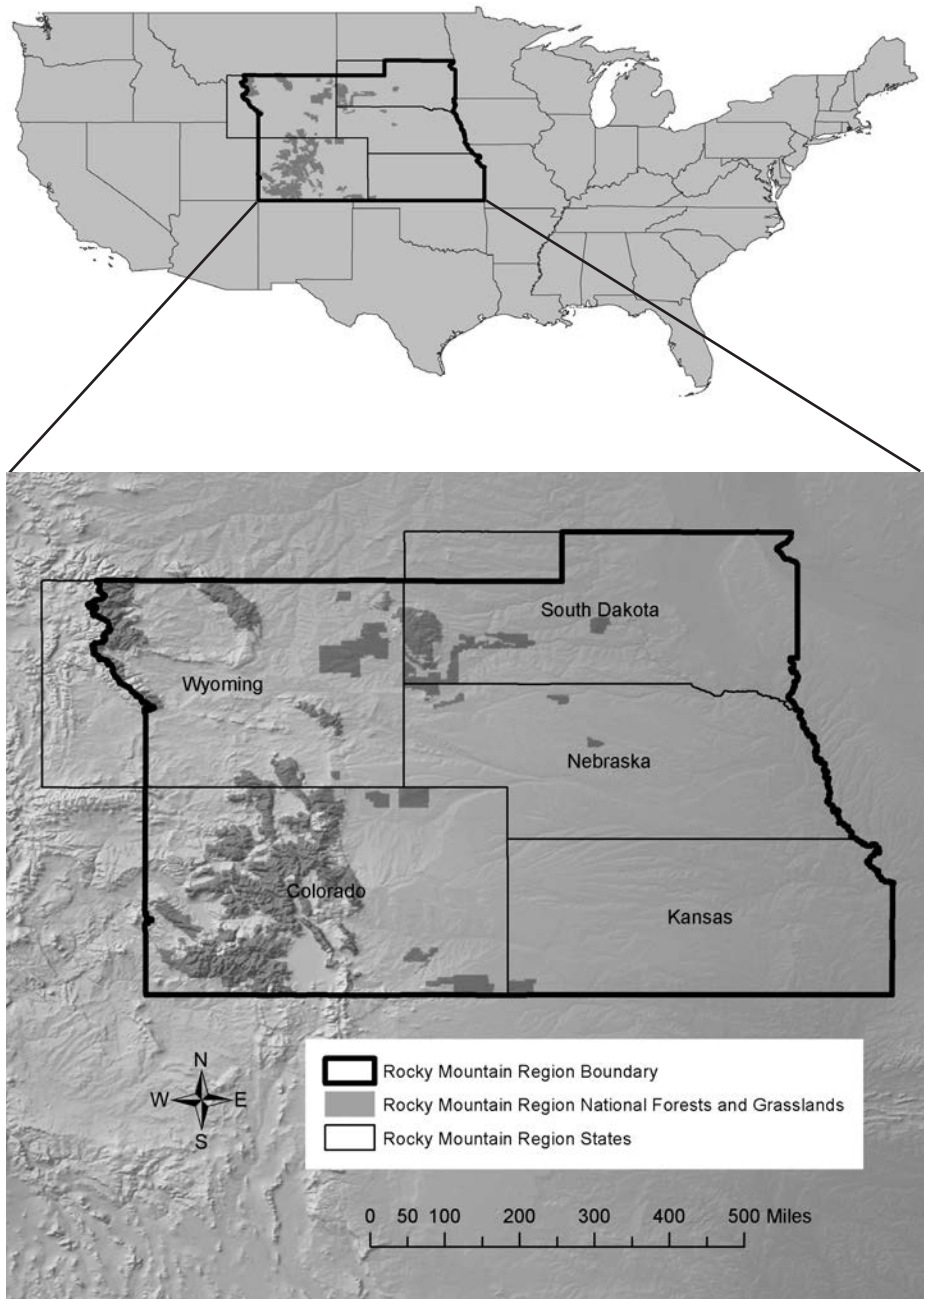 South Dakota
Wyoming
Nebraska
Colorado
Kansas
N
W E
S
Rocky Mountain Region Boundary
Rocky Mountain Region National Forests and Grasslands
Rocky Mountain Region States
0 50 100 200 300 400 500 Miles